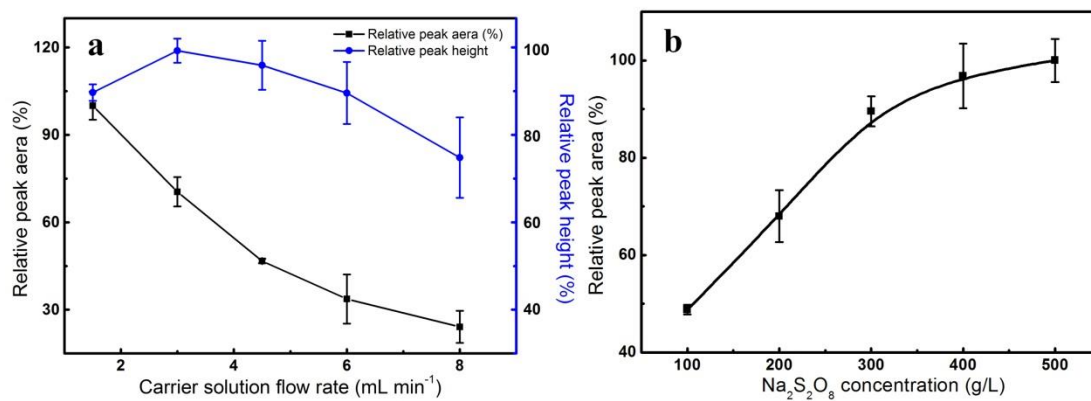 a
Relative peak aera (%)
Relative peak height
120
90
60
30
Relative peak aera (%)
100
80
60
40
Relative peak height (%)
2
4
6
8
Carrier solution flow rate (mL min⁻¹)
b
100
80
60
40
Relative peak area (%)
100
200
300
400
500
Na₂S₂O₈ concentration (g/L)